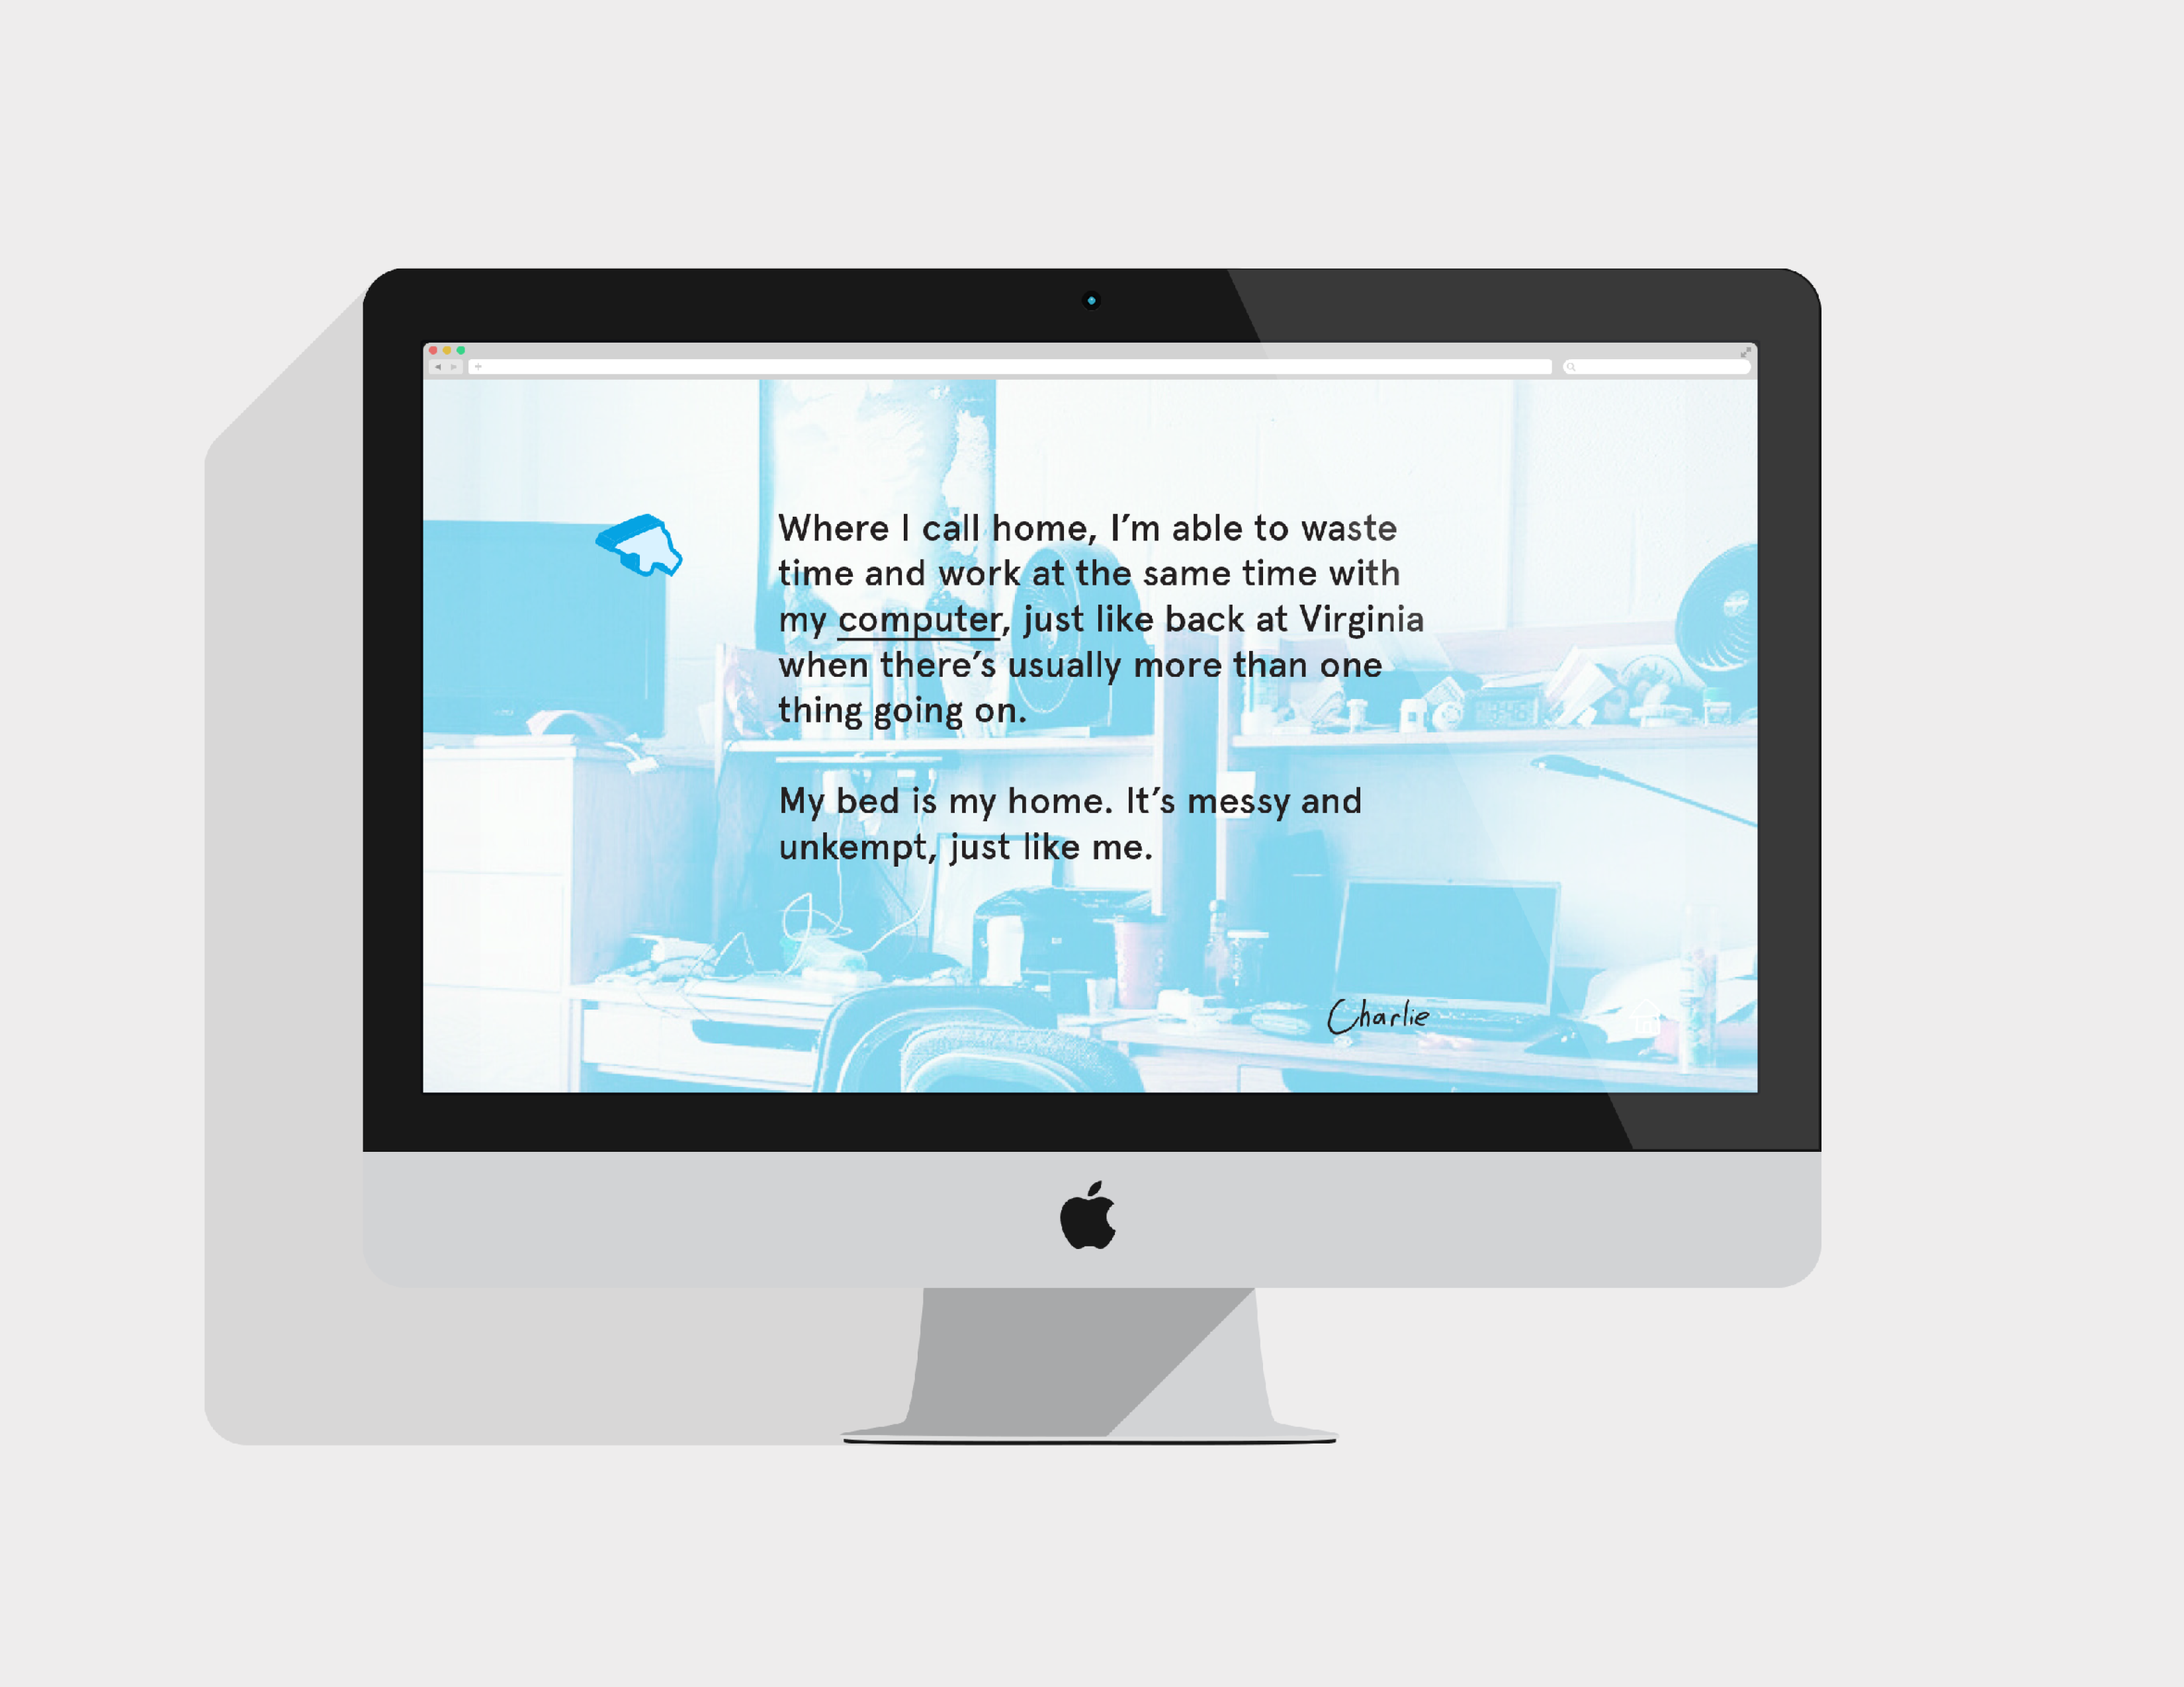 Where I call home, I’m able to waste
time and work at the same time with
my computer, just like back at Virginia
when there’s usually more than one
thing going on.
My bed is my home. It’s messy and
unkempt, just like me.
Charlie